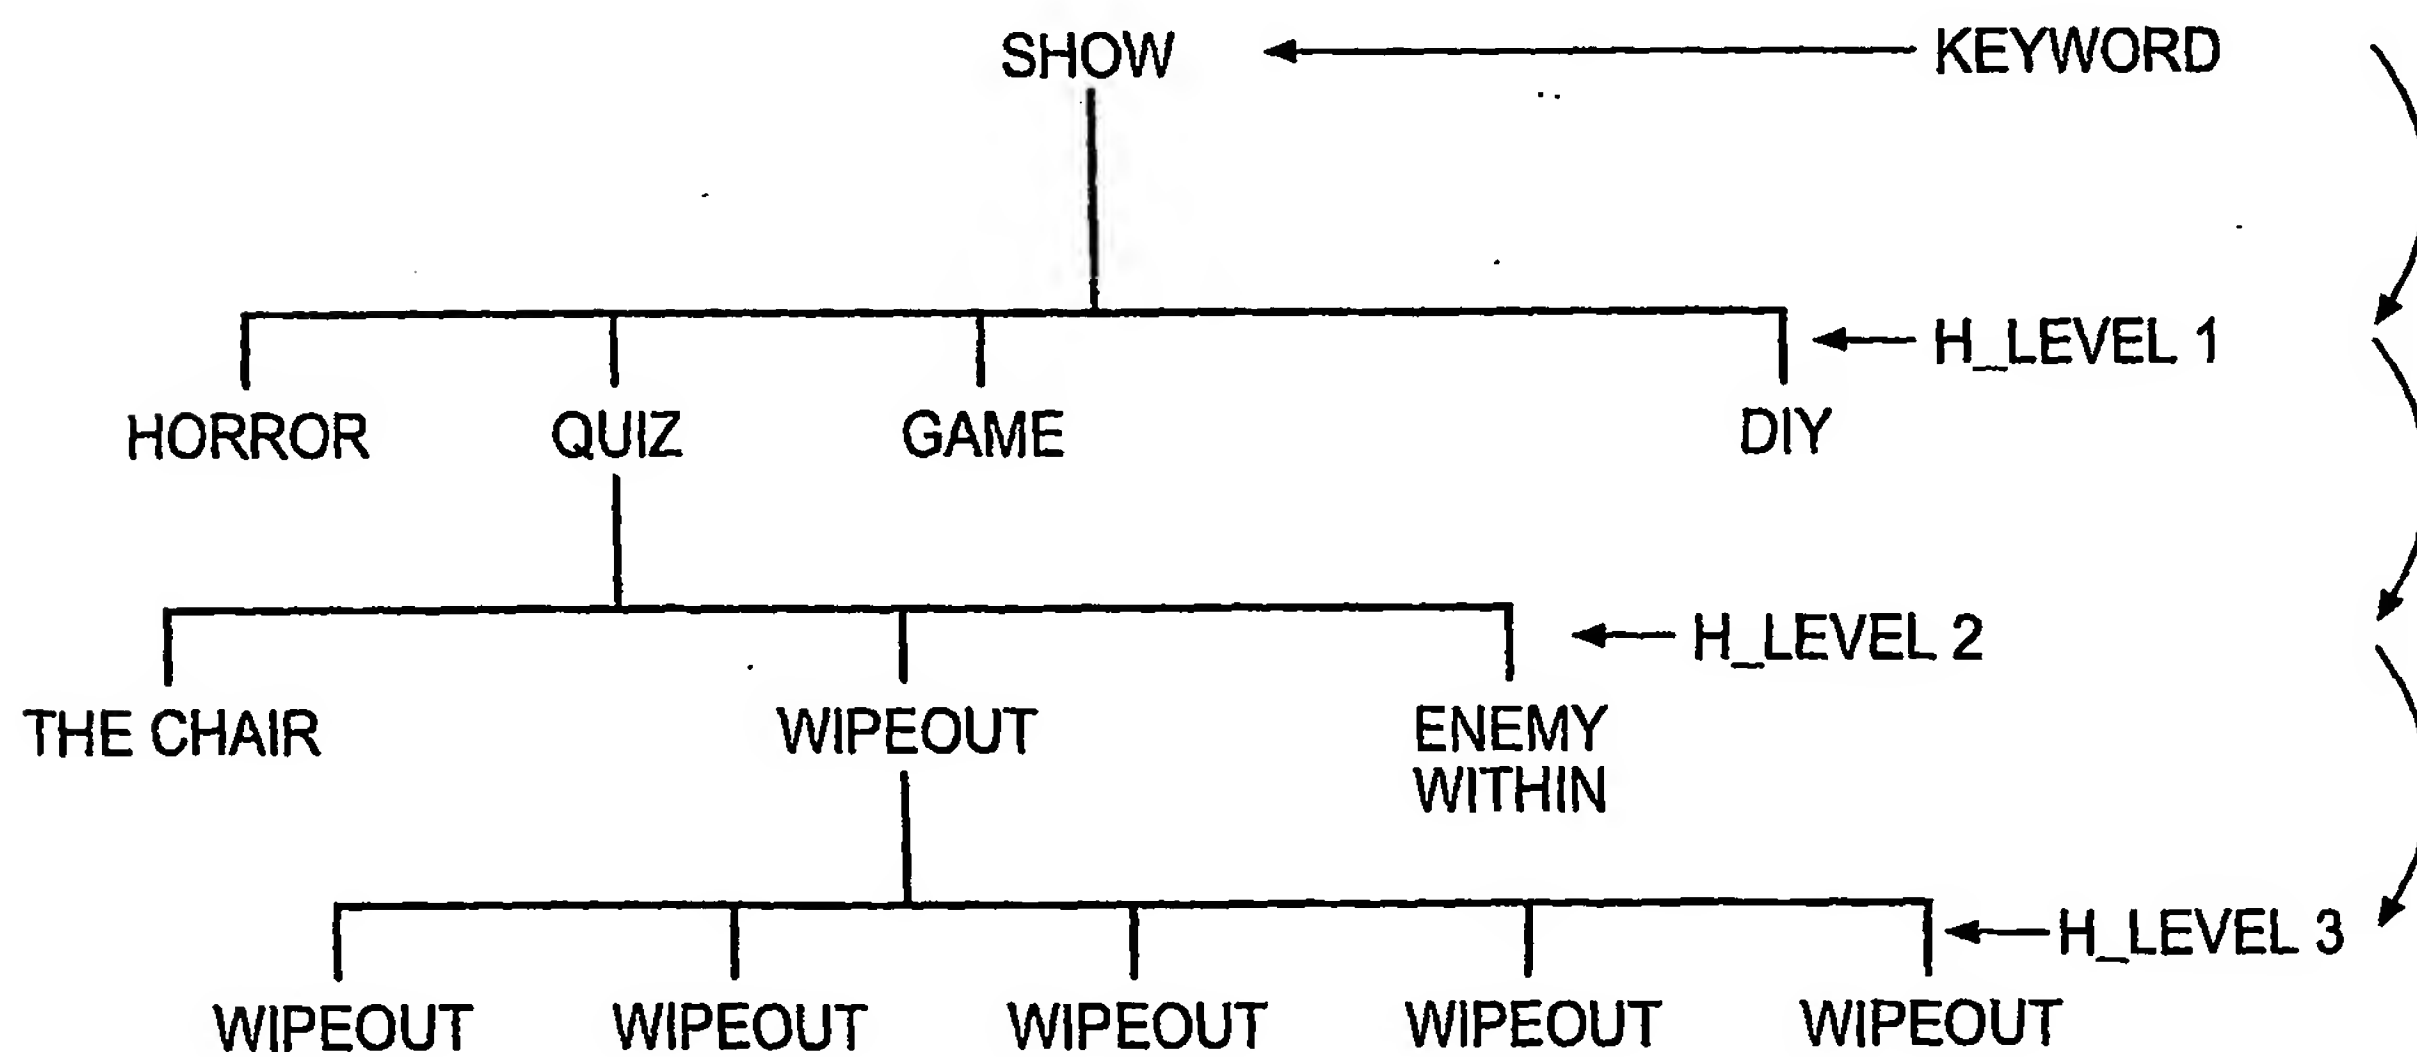 SHOW KEYWORD
H_LEVEL 1
HORROR QUIZ GAME DIY
H_LEVEL 2
THE CHAIR WIPEOUT ENEMY
WITHIN
H_LEVEL 3
WIPEOUT WIPEOUT WIPEOUT WIPEOUT WIPEOUT